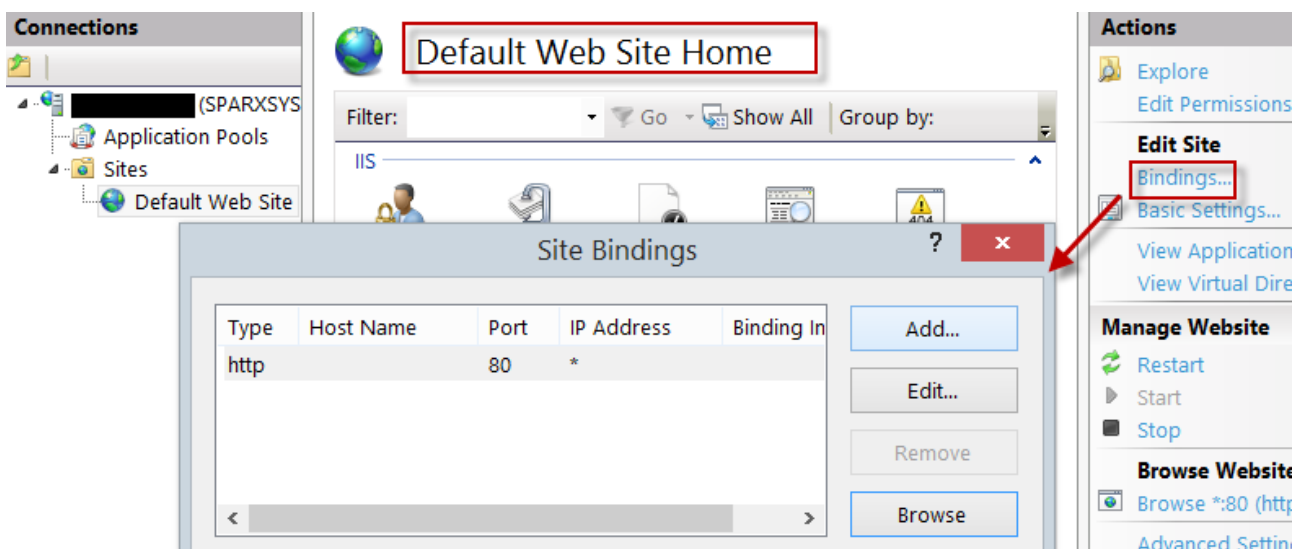 Connections
(SPARXSYS
Application Pools
Sites
Default Web Site
Default Web Site Home
Filter:
Go
Show All
Group by:
IIS
404
Actions
Explore
Edit Permissions
Edit Site
Bindings...
Basic Settings...
View Application
View Virtual Dire
Manage Website
Restart
Start
Stop
Browse Website
Browse *:80 (http
Advanced Setting
Site Bindings
?
x
Type Host Name Port IP Address Binding In
http 80 *
Add...
Edit...
Remove
Browse